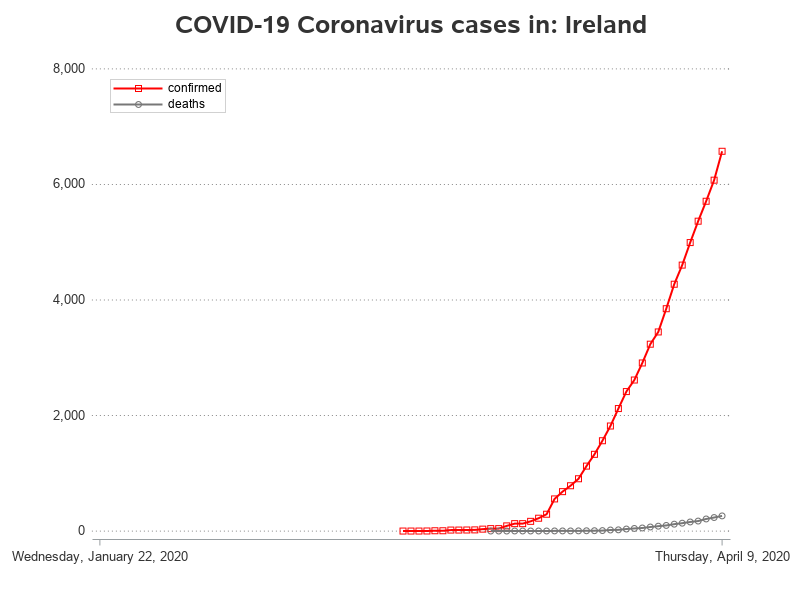 COVID-19 Coronavirus cases in: Ireland
8,000
confirmed
deaths
6,000
4,000
2,000
0
Wednesday, January 22, 2020
Thursday, April 9, 2020